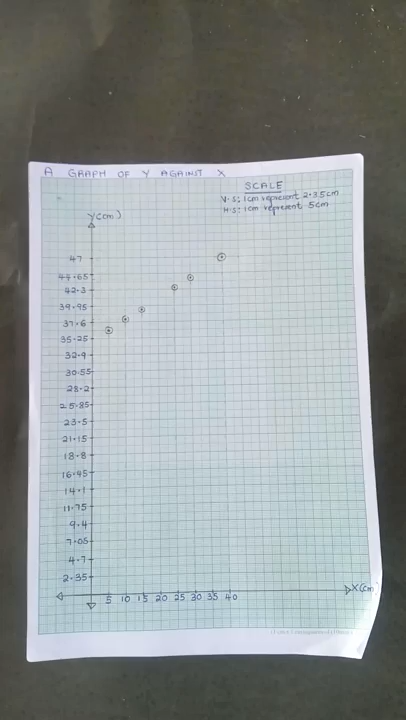 A GRAPH OF Y AGAINST X
SCALE
V.S: 1cm represent 2.35cm
H.S: 1cm represent 5cm
Y(cm)
47
44.65
42.3
39.95
37.6
35.25
32.9
30.55
28.2
25.85
23.5
21.15
18.8
16.45
14.1
11.75
9.4
7.05
4.7
2.35
X(cm)
5 10 15 20 25 30 35 40